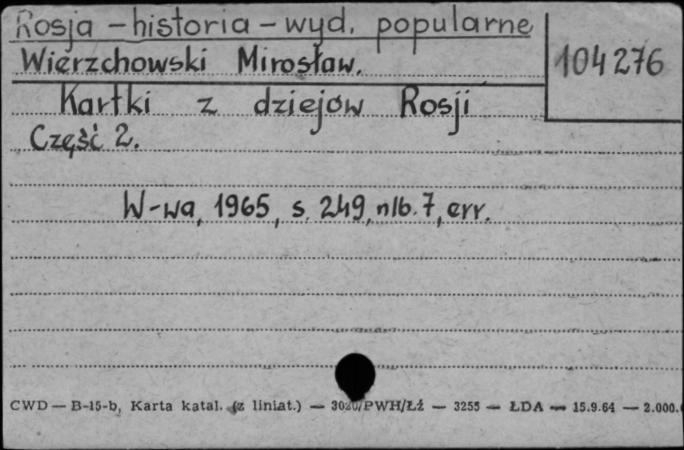 Rosja - historia - wyd. popularne
Wierzchowski Mirosław.
104276
Kartki z dziejów Rosji
Część 2.
W-wa, 1965, s. 249, nlb. 7, err.
CWD — B-15-b, Karta katal. (z liniat.) — 3020/PWH/Łź — 3255 — ŁDA — 15.9.64 — 2.000.